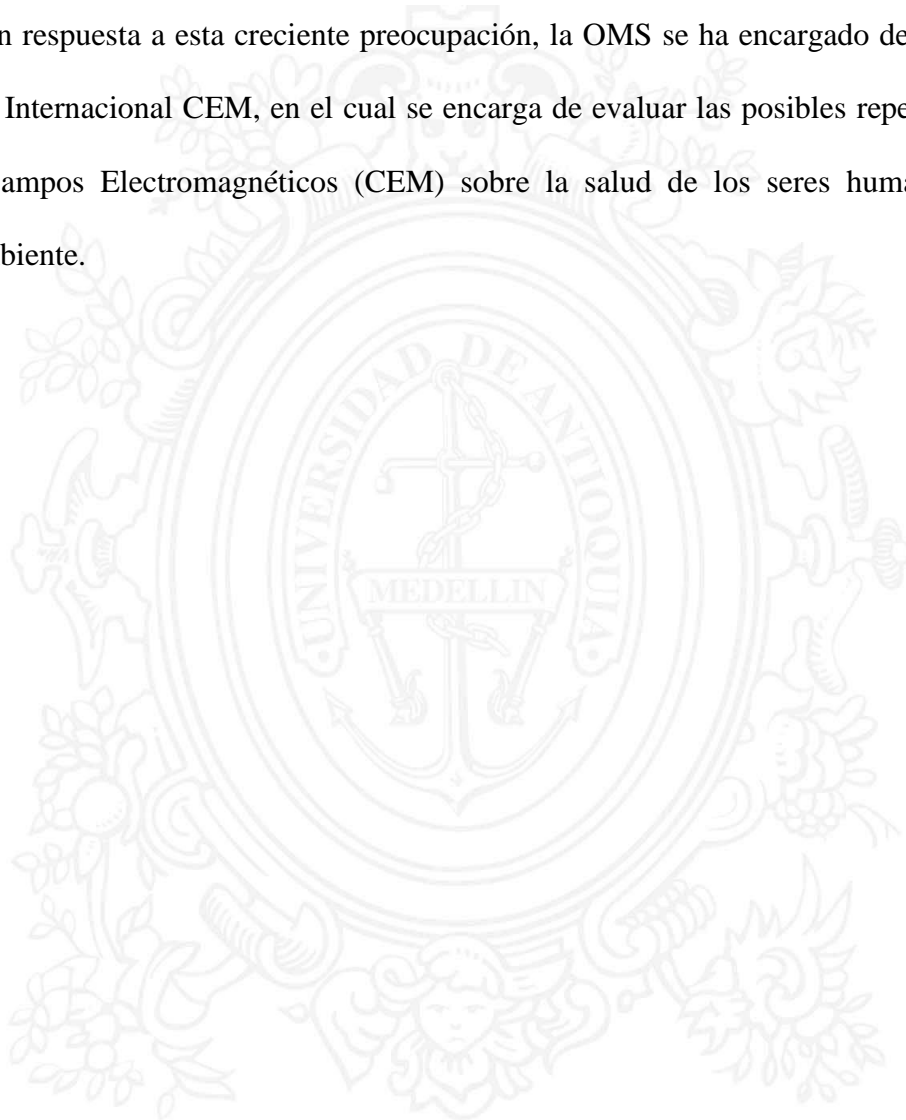 n respuesta a esta creciente preocupación, la OMS se ha encargado de
Internacional CEM, en el cual se encarga de evaluar las posibles repe
ampos Electromagnéticos (CEM) sobre la salud de los seres huma
biente.
UNIVERSIDAD DE ANTIOQUIA
MEDELLIN